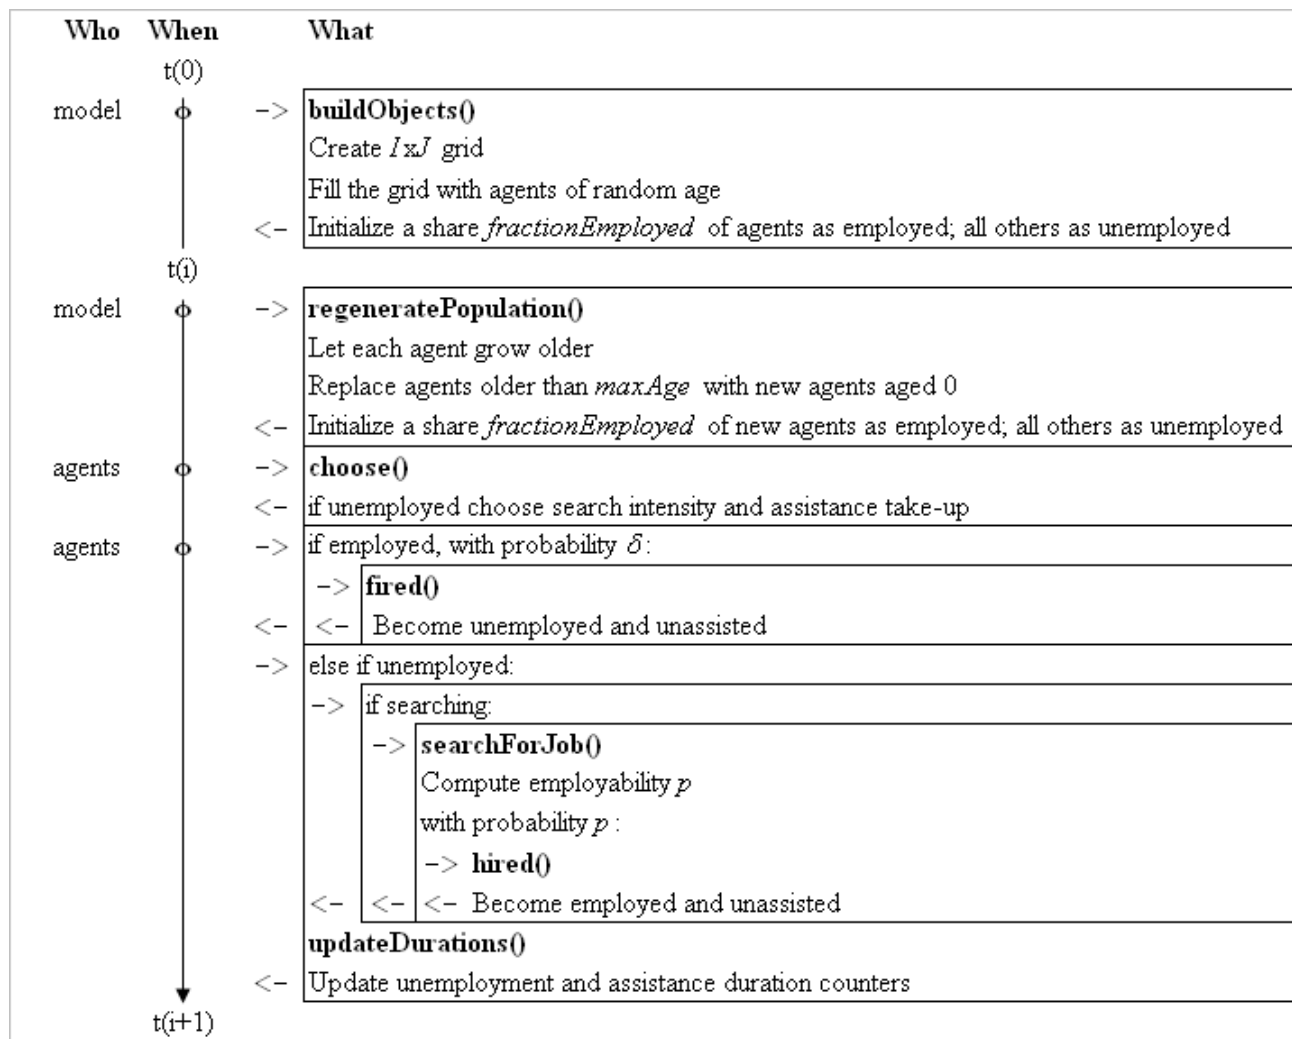 Who When What
t(0)
model -> buildObjects()
Create IxJ grid
Fill the grid with agents of random age
<- Initialize a share fractionEmployed of agents as employed; all others as unemployed
t(i)
model -> regeneratePopulation()
Let each agent grow older
Replace agents older than maxAge with new agents aged 0
<- Initialize a share fractionEmployed of new agents as employed; all others as unemployed
agents -> choose()
<- if unemployed choose search intensity and assistance take-up
agents -> if employed, with probability δ:
-> fired()
<- <- Become unemployed and unassisted
-> else if unemployed:
-> if searching:
-> searchForJob()
Compute employability p
with probability p :
-> hired()
<- <- <- Become employed and unassisted
updateDurations()
<- Update unemployment and assistance duration counters
t(i+1)